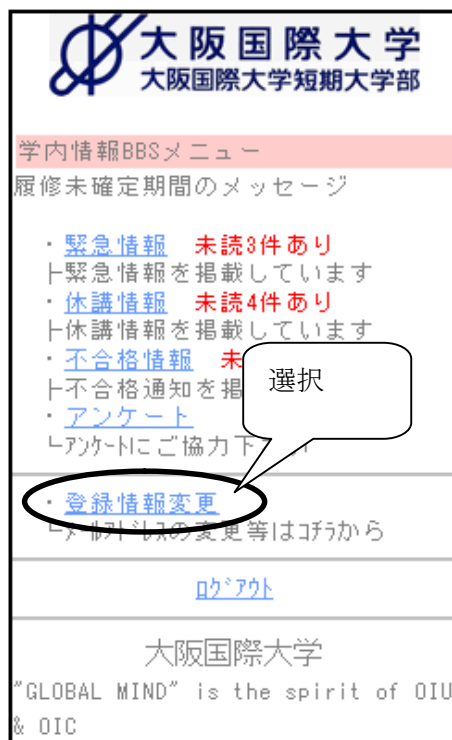 大阪国際大学
大阪国際大学短期大学部
学内情報BBSメニュー
履修未確定期間のメッセージ
・緊急情報 未読3件あり
├緊急情報を掲載しています
・休講情報 未読4件あり
├休講情報を掲載しています
・不合格情報 未
├不合格通知を掲
選択
・アンケート
└ｱﾝｹｰﾄにご協力下
・登録情報変更
└ﾒｰﾙｱﾄﾞﾚｽの変更等はｺﾁﾗから
ﾛｸﾞｱｳﾄ
大阪国際大学
"GLOBAL MIND" is the spirit of OIU
& OIC